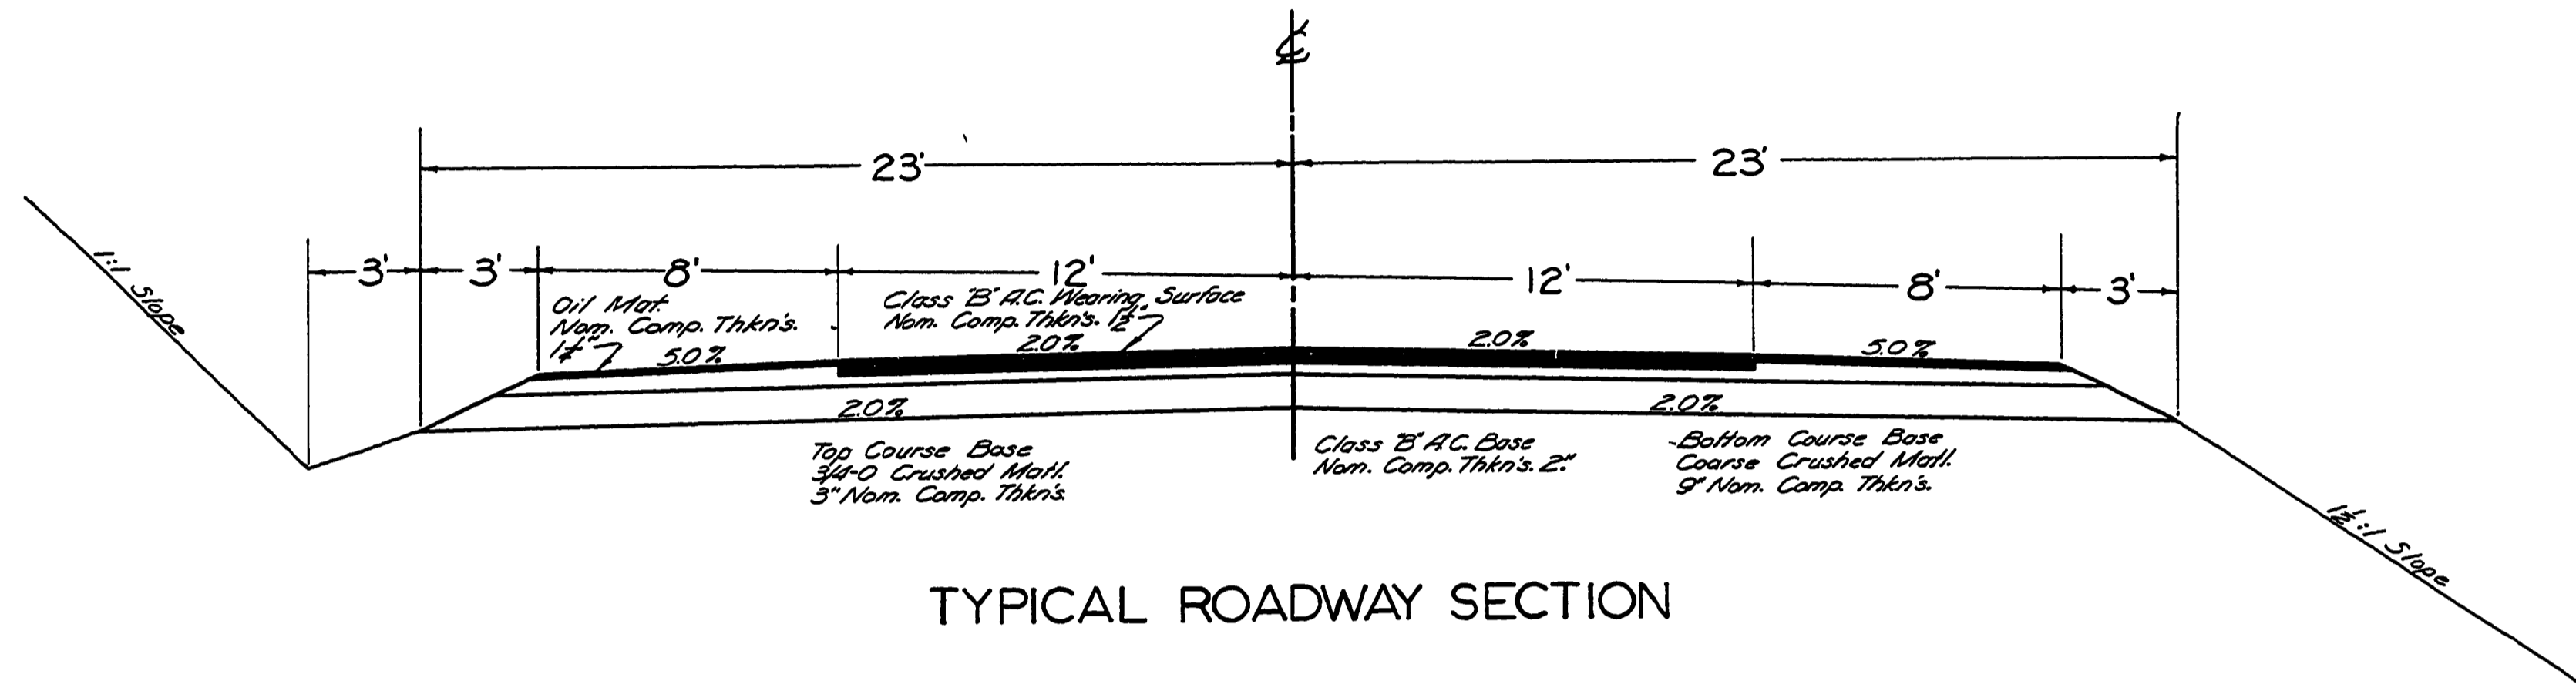 ℄
23' 23'
3' 3' 8' 12' 12' 8' 3'
1:1 Slope
Oil Mat.
Nom. Comp. Thkn's.
1¼"
Class "B" A.C. Wearing Surface
Nom. Comp. Thkn's. 1½"
5.0% 2.0% 2.0% 5.0%
2.0% 2.0%
Top Course Base
3/4-0 Crushed Mat'l.
3" Nom. Comp. Thkn's.
Class "B" A.C. Base
Nom. Comp. Thkn's. 2"
Bottom Course Base
Coarse Crushed Mat'l.
9" Nom. Comp. Thkn's.
1½:1 Slope
TYPICAL ROADWAY SECTION